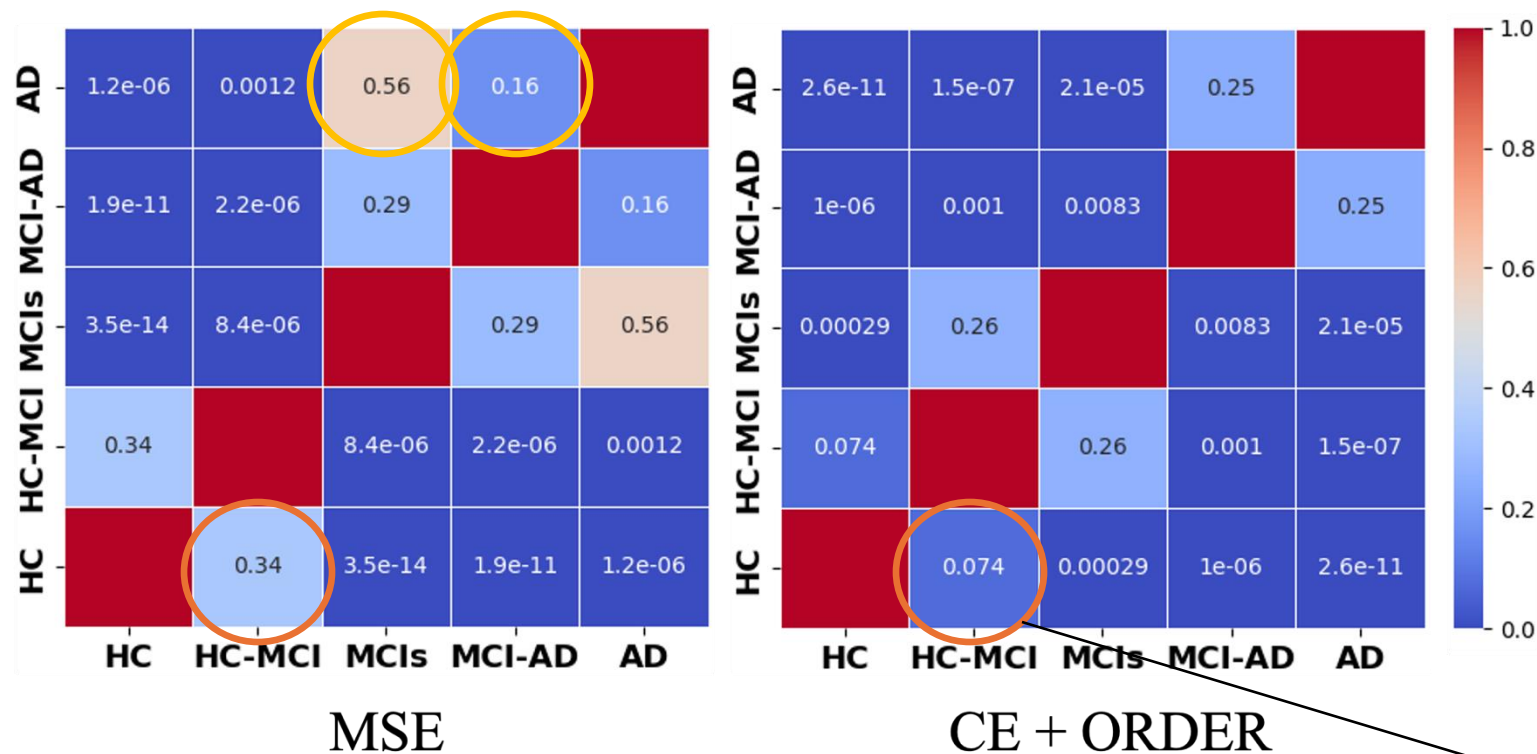 AD 1.2e-06 0.0012 0.56 0.16
MCI-AD 1.9e-11 2.2e-06 0.29 0.16
MCIs 3.5e-14 8.4e-06 0.29 0.56
HC-MCI 0.34 8.4e-06 2.2e-06 0.0012
HC 0.34 3.5e-14 1.9e-11 1.2e-06
HC HC-MCI MCIs MCI-AD AD
MSE
AD 2.6e-11 1.5e-07 2.1e-05 0.25
MCI-AD 1e-06 0.001 0.0083 0.25
MCIs 0.00029 0.26 0.0083 2.1e-05
HC-MCI 0.074 0.26 0.001 1.5e-07
HC 0.074 0.00029 1e-06 2.6e-11
HC HC-MCI MCIs MCI-AD AD
CE + ORDER
1.0
0.8
0.6
0.4
0.2
0.0